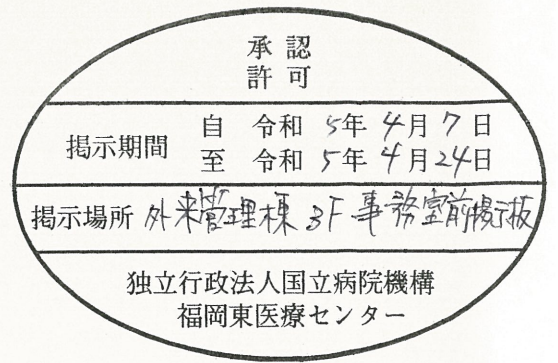 承認
許可
掲示期間 自 令和 5年 4月 7日
至 令和 5年 4月 24日
掲示場所 外来管理棟 3F 事務室前掲示板
独立行政法人国立病院機構
福岡東医療センター